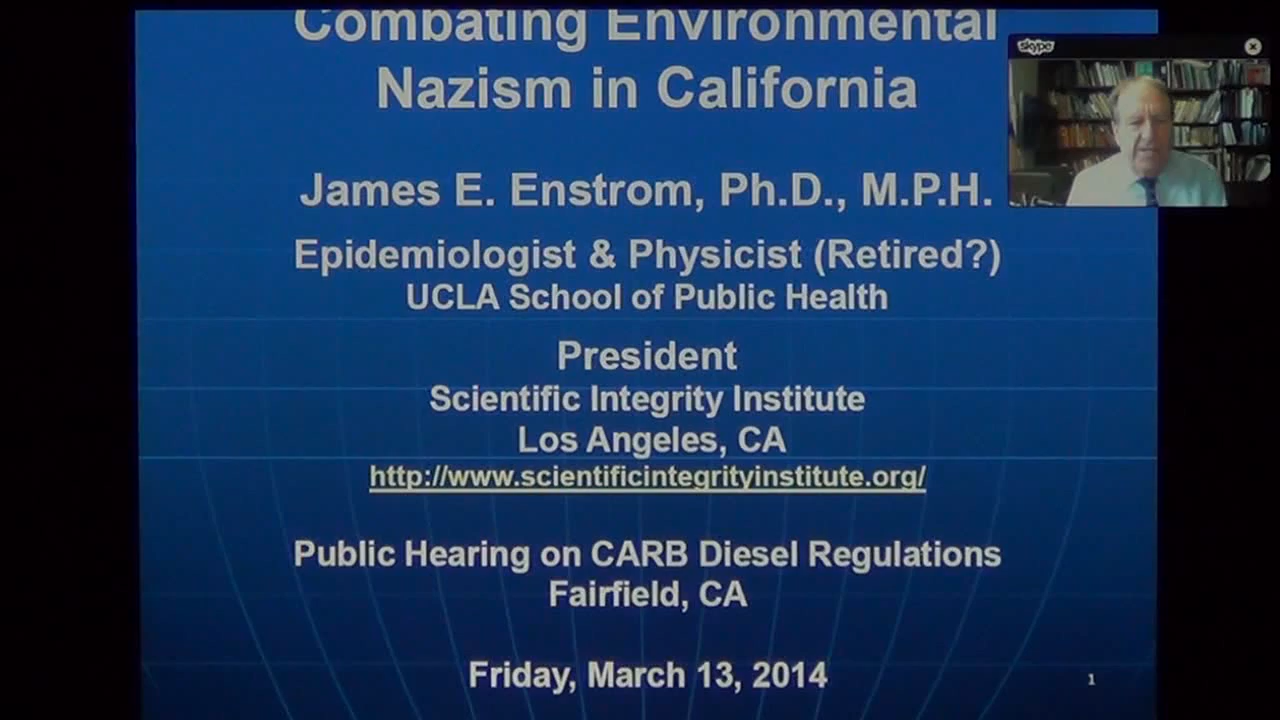 Combating Environmental
Nazism in California
skype
James E. Enstrom, Ph.D., M.P.H.
Epidemiologist & Physicist (Retired?)
UCLA School of Public Health
President
Scientific Integrity Institute
Los Angeles, CA
http://www.scientificintegrityinstitute.org/
Public Hearing on CARB Diesel Regulations
Fairfield, CA
Friday, March 13, 2014
1